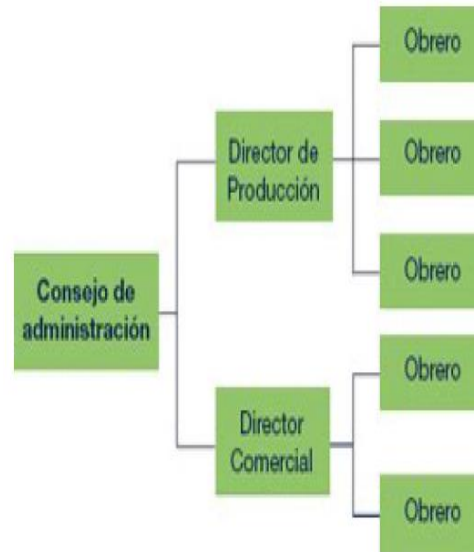 Consejo de
administración
Director de
Producción
Obrero
Obrero
Obrero
Director
Comercial
Obrero
Obrero